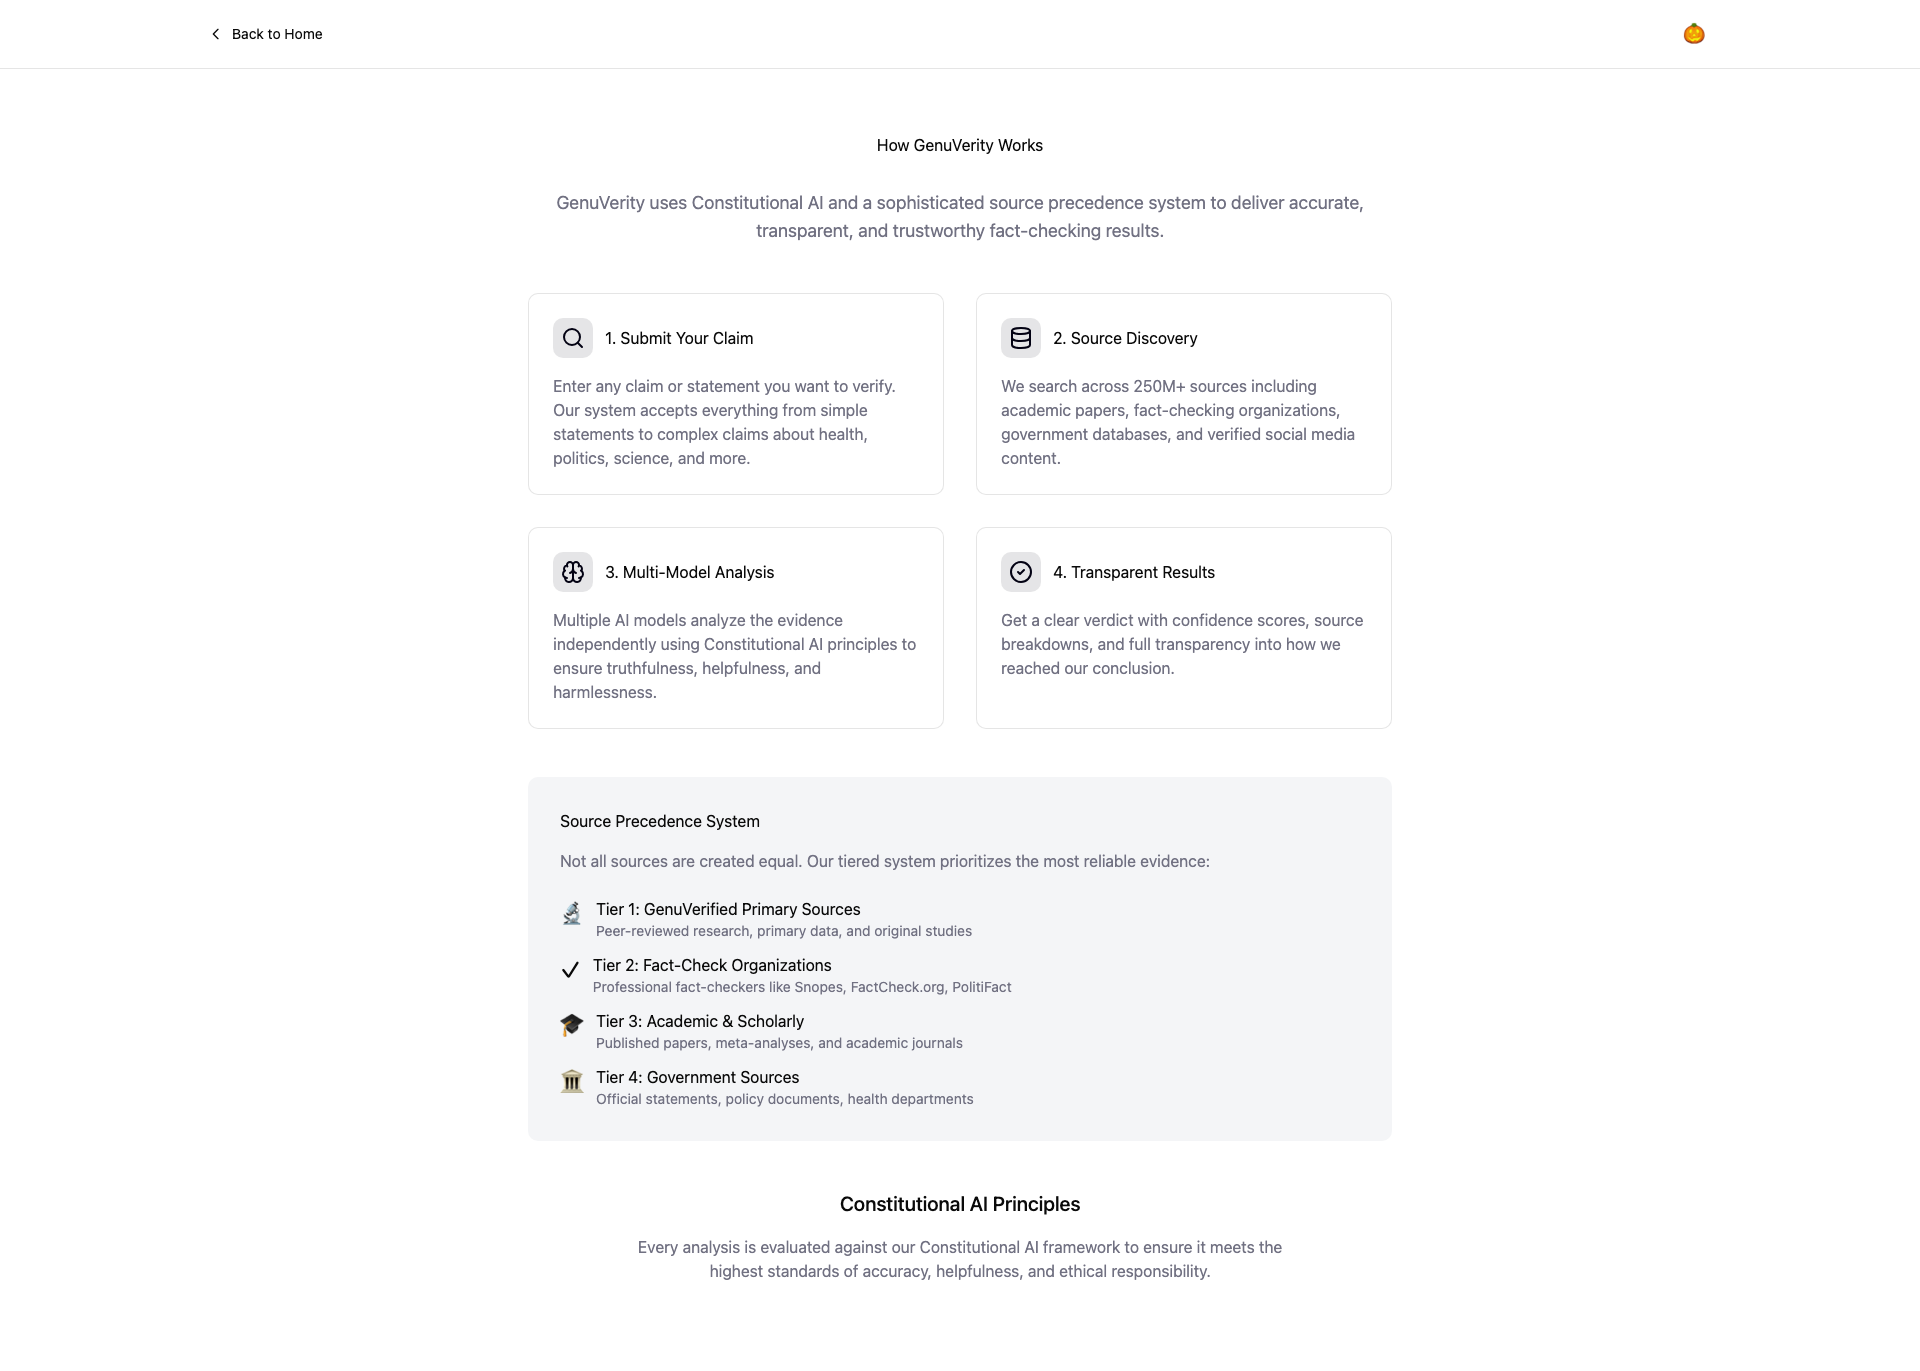 Back to Home
How GenuVerity Works
GenuVerity uses Constitutional AI and a sophisticated source precedence system to deliver accurate,
transparent, and trustworthy fact-checking results.
1. Submit Your Claim
Enter any claim or statement you want to verify.
Our system accepts everything from simple
statements to complex claims about health,
politics, science, and more.
2. Source Discovery
We search across 250M+ sources including
academic papers, fact-checking organizations,
government databases, and verified social media
content.
3. Multi-Model Analysis
Multiple AI models analyze the evidence
independently using Constitutional AI principles to
ensure truthfulness, helpfulness, and
harmlessness.
4. Transparent Results
Get a clear verdict with confidence scores, source
breakdowns, and full transparency into how we
reached our conclusion.
Source Precedence System
Not all sources are created equal. Our tiered system prioritizes the most reliable evidence:
Tier 1: GenuVerified Primary Sources
Peer-reviewed research, primary data, and original studies
Tier 2: Fact-Check Organizations
Professional fact-checkers like Snopes, FactCheck.org, PolitiFact
Tier 3: Academic & Scholarly
Published papers, meta-analyses, and academic journals
Tier 4: Government Sources
Official statements, policy documents, health departments
Constitutional AI Principles
Every analysis is evaluated against our Constitutional AI framework to ensure it meets the
highest standards of accuracy, helpfulness, and ethical responsibility.